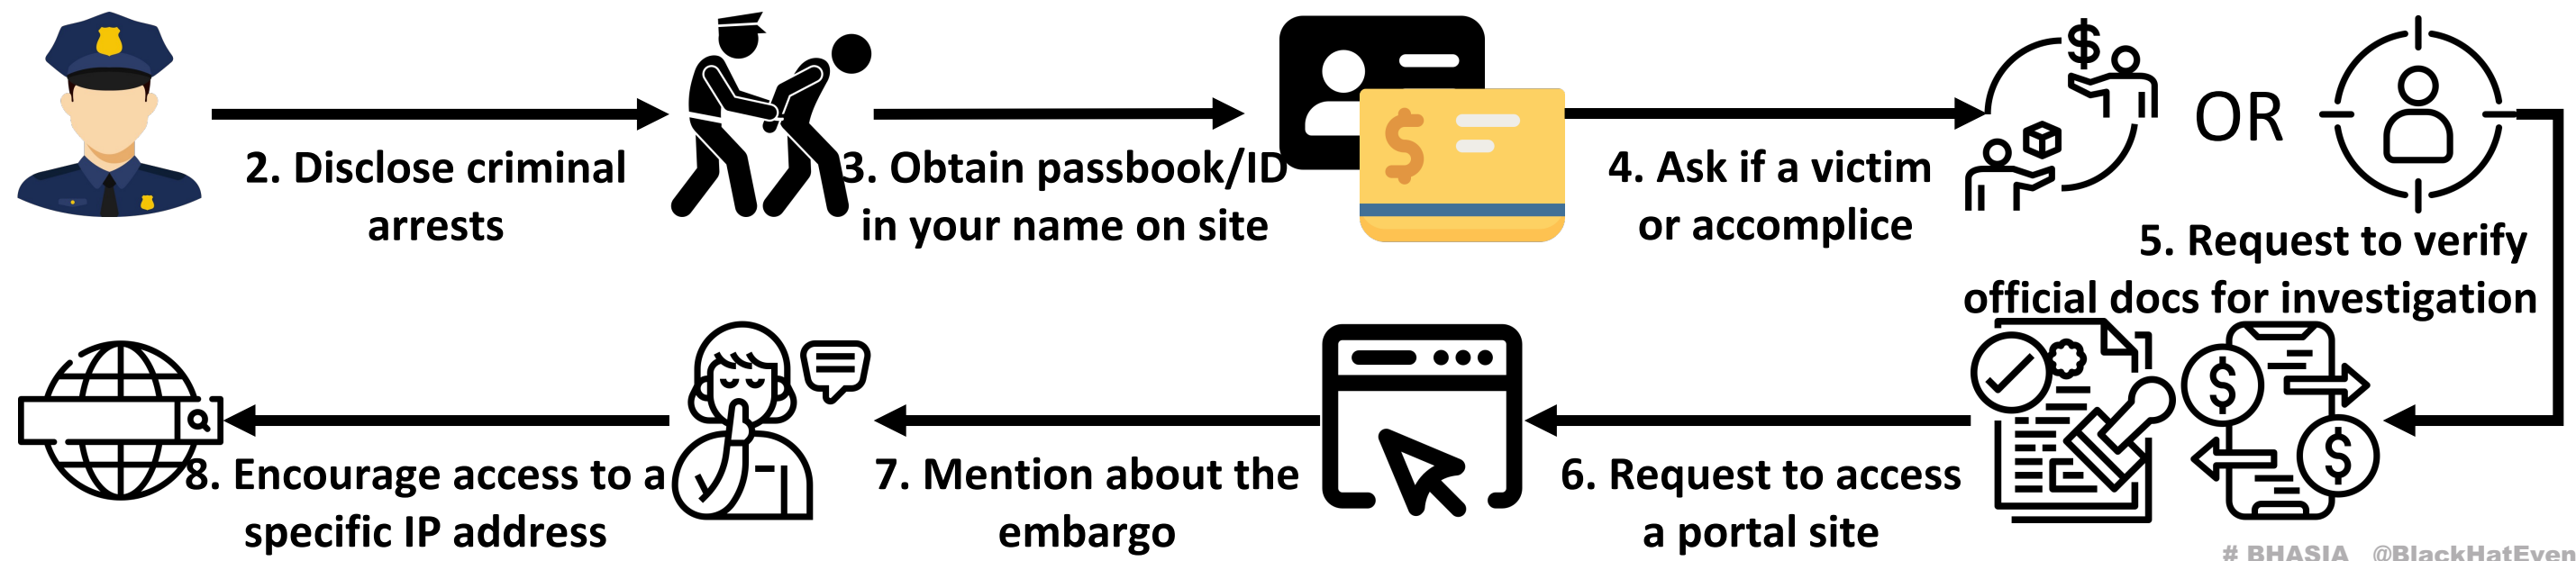 2. Disclose criminal
arrests
3. Obtain passbook/ID
in your name on site
4. Ask if a victim
or accomplice
OR
5. Request to verify
official docs for investigation
6. Request to access
a portal site
7. Mention about the
embargo
8. Encourage access to a
specific IP address
# BHASIA @BlackHatEven